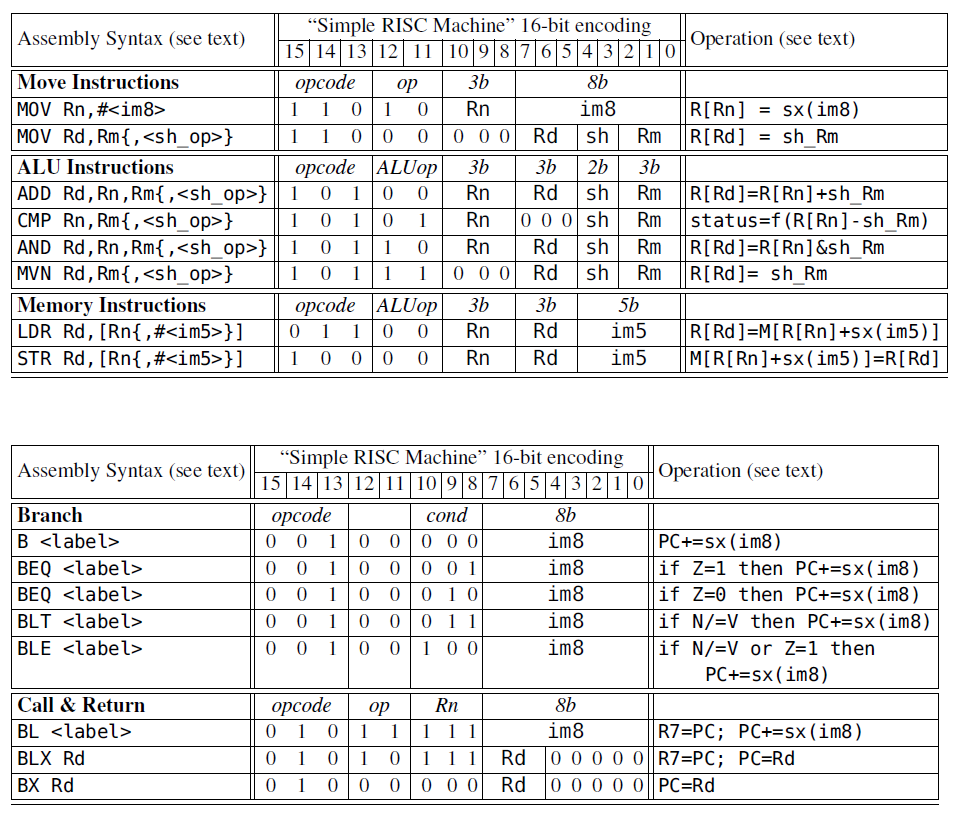 Assembly Syntax (see text) "Simple RISC Machine" 16-bit encoding Operation (see text)
15 14 13 12 11 10 9 8 7 6 5 4 3 2 1 0
Move Instructions opcode op 3b 8b
MOV Rn,#<im8> 1 1 0 1 0 Rn im8 R[Rn] = sx(im8)
MOV Rd,Rm{,<sh_op>} 1 1 0 0 0 0 0 0 Rd sh Rm R[Rd] = sh_Rm
ALU Instructions opcode ALUop 3b 3b 2b 3b
ADD Rd,Rn,Rm{,<sh_op>} 1 0 1 0 0 Rn Rd sh Rm R[Rd]=R[Rn]+sh_Rm
CMP Rn,Rm{,<sh_op>} 1 0 1 0 1 Rn 0 0 0 sh Rm status=f(R[Rn]-sh_Rm)
AND Rd,Rn,Rm{,<sh_op>} 1 0 1 1 0 Rn Rd sh Rm R[Rd]=R[Rn]&sh_Rm
MVN Rd,Rm{,<sh_op>} 1 0 1 1 1 0 0 0 Rd sh Rm R[Rd]= sh_Rm
Memory Instructions opcode ALUop 3b 3b 5b
LDR Rd,[Rn{,#<im5>}] 0 1 1 0 0 Rn Rd im5 R[Rd]=M[R[Rn]+sx(im5)]
STR Rd,[Rn{,#<im5>}] 1 0 0 0 0 Rn Rd im5 M[R[Rn]+sx(im5)]=R[Rd]
Assembly Syntax (see text) "Simple RISC Machine" 16-bit encoding Operation (see text)
15 14 13 12 11 10 9 8 7 6 5 4 3 2 1 0
Branch opcode cond 8b
B <label> 0 0 1 0 0 0 0 0 im8 PC+=sx(im8)
BEQ <label> 0 0 1 0 0 0 0 1 im8 if Z=1 then PC+=sx(im8)
BEQ <label> 0 0 1 0 0 0 1 0 im8 if Z=0 then PC+=sx(im8)
BLT <label> 0 0 1 0 0 0 1 1 im8 if N/=V then PC+=sx(im8)
BLE <label> 0 0 1 0 0 1 0 0 im8 if N/=V or Z=1 then
PC+=sx(im8)
Call & Return opcode op Rn 8b
BL <label> 0 1 0 1 1 1 1 1 im8 R7=PC; PC+=sx(im8)
BLX Rd 0 1 0 1 0 1 1 1 Rd 0 0 0 0 0 R7=PC; PC=Rd
BX Rd 0 1 0 0 0 0 0 0 Rd 0 0 0 0 0 PC=Rd